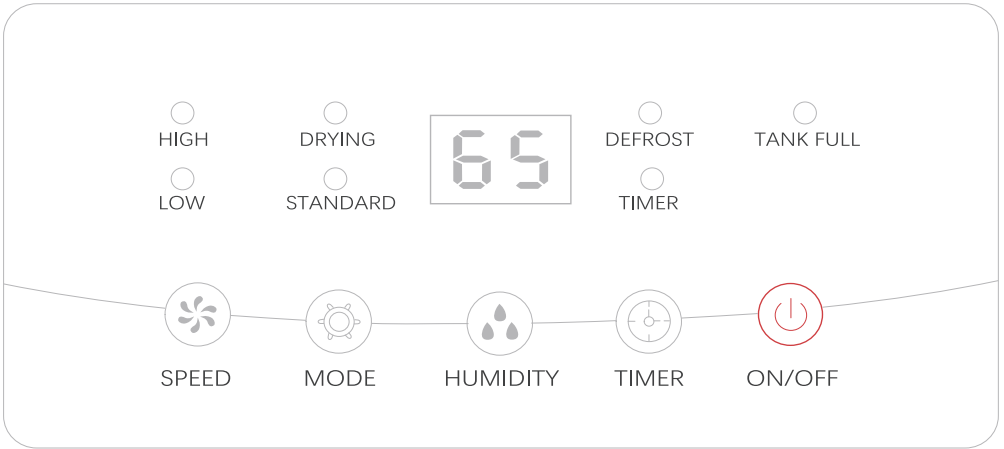 HIGH DRYING 65 DEFROST TANK FULL
LOW STANDARD TIMER
SPEED MODE HUMIDITY TIMER ON/OFF